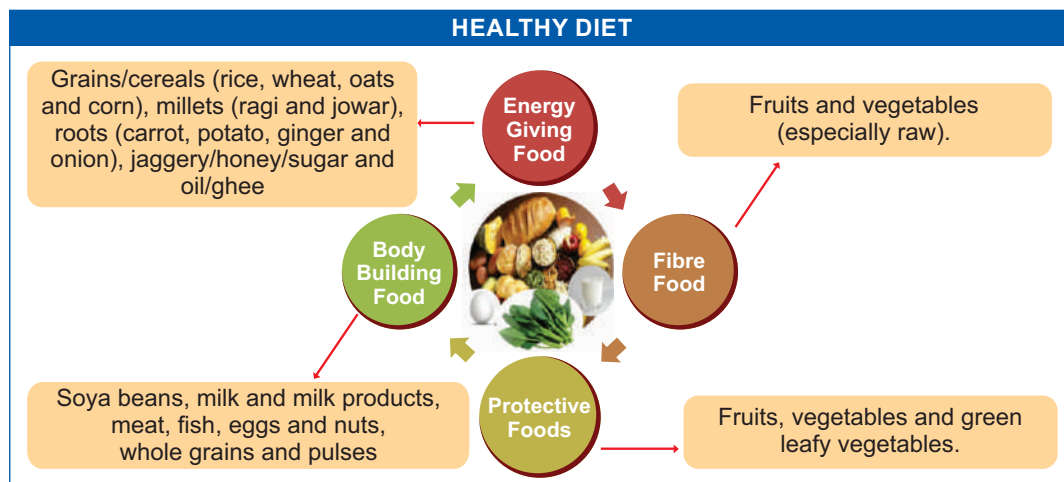 HEALTHY DIET
Grains/cereals (rice, wheat, oats
and corn), millets (ragi and jowar),
roots (carrot, potato, ginger and
onion), jaggery/honey/sugar and
oil/ghee
Energy
Giving
Food
Fruits and vegetables
(especially raw).
Body
Building
Food
Fibre
Food
Soya beans, milk and milk products,
meat, fish, eggs and nuts,
whole grains and pulses
Protective
Foods
Fruits, vegetables and green
leafy vegetables.